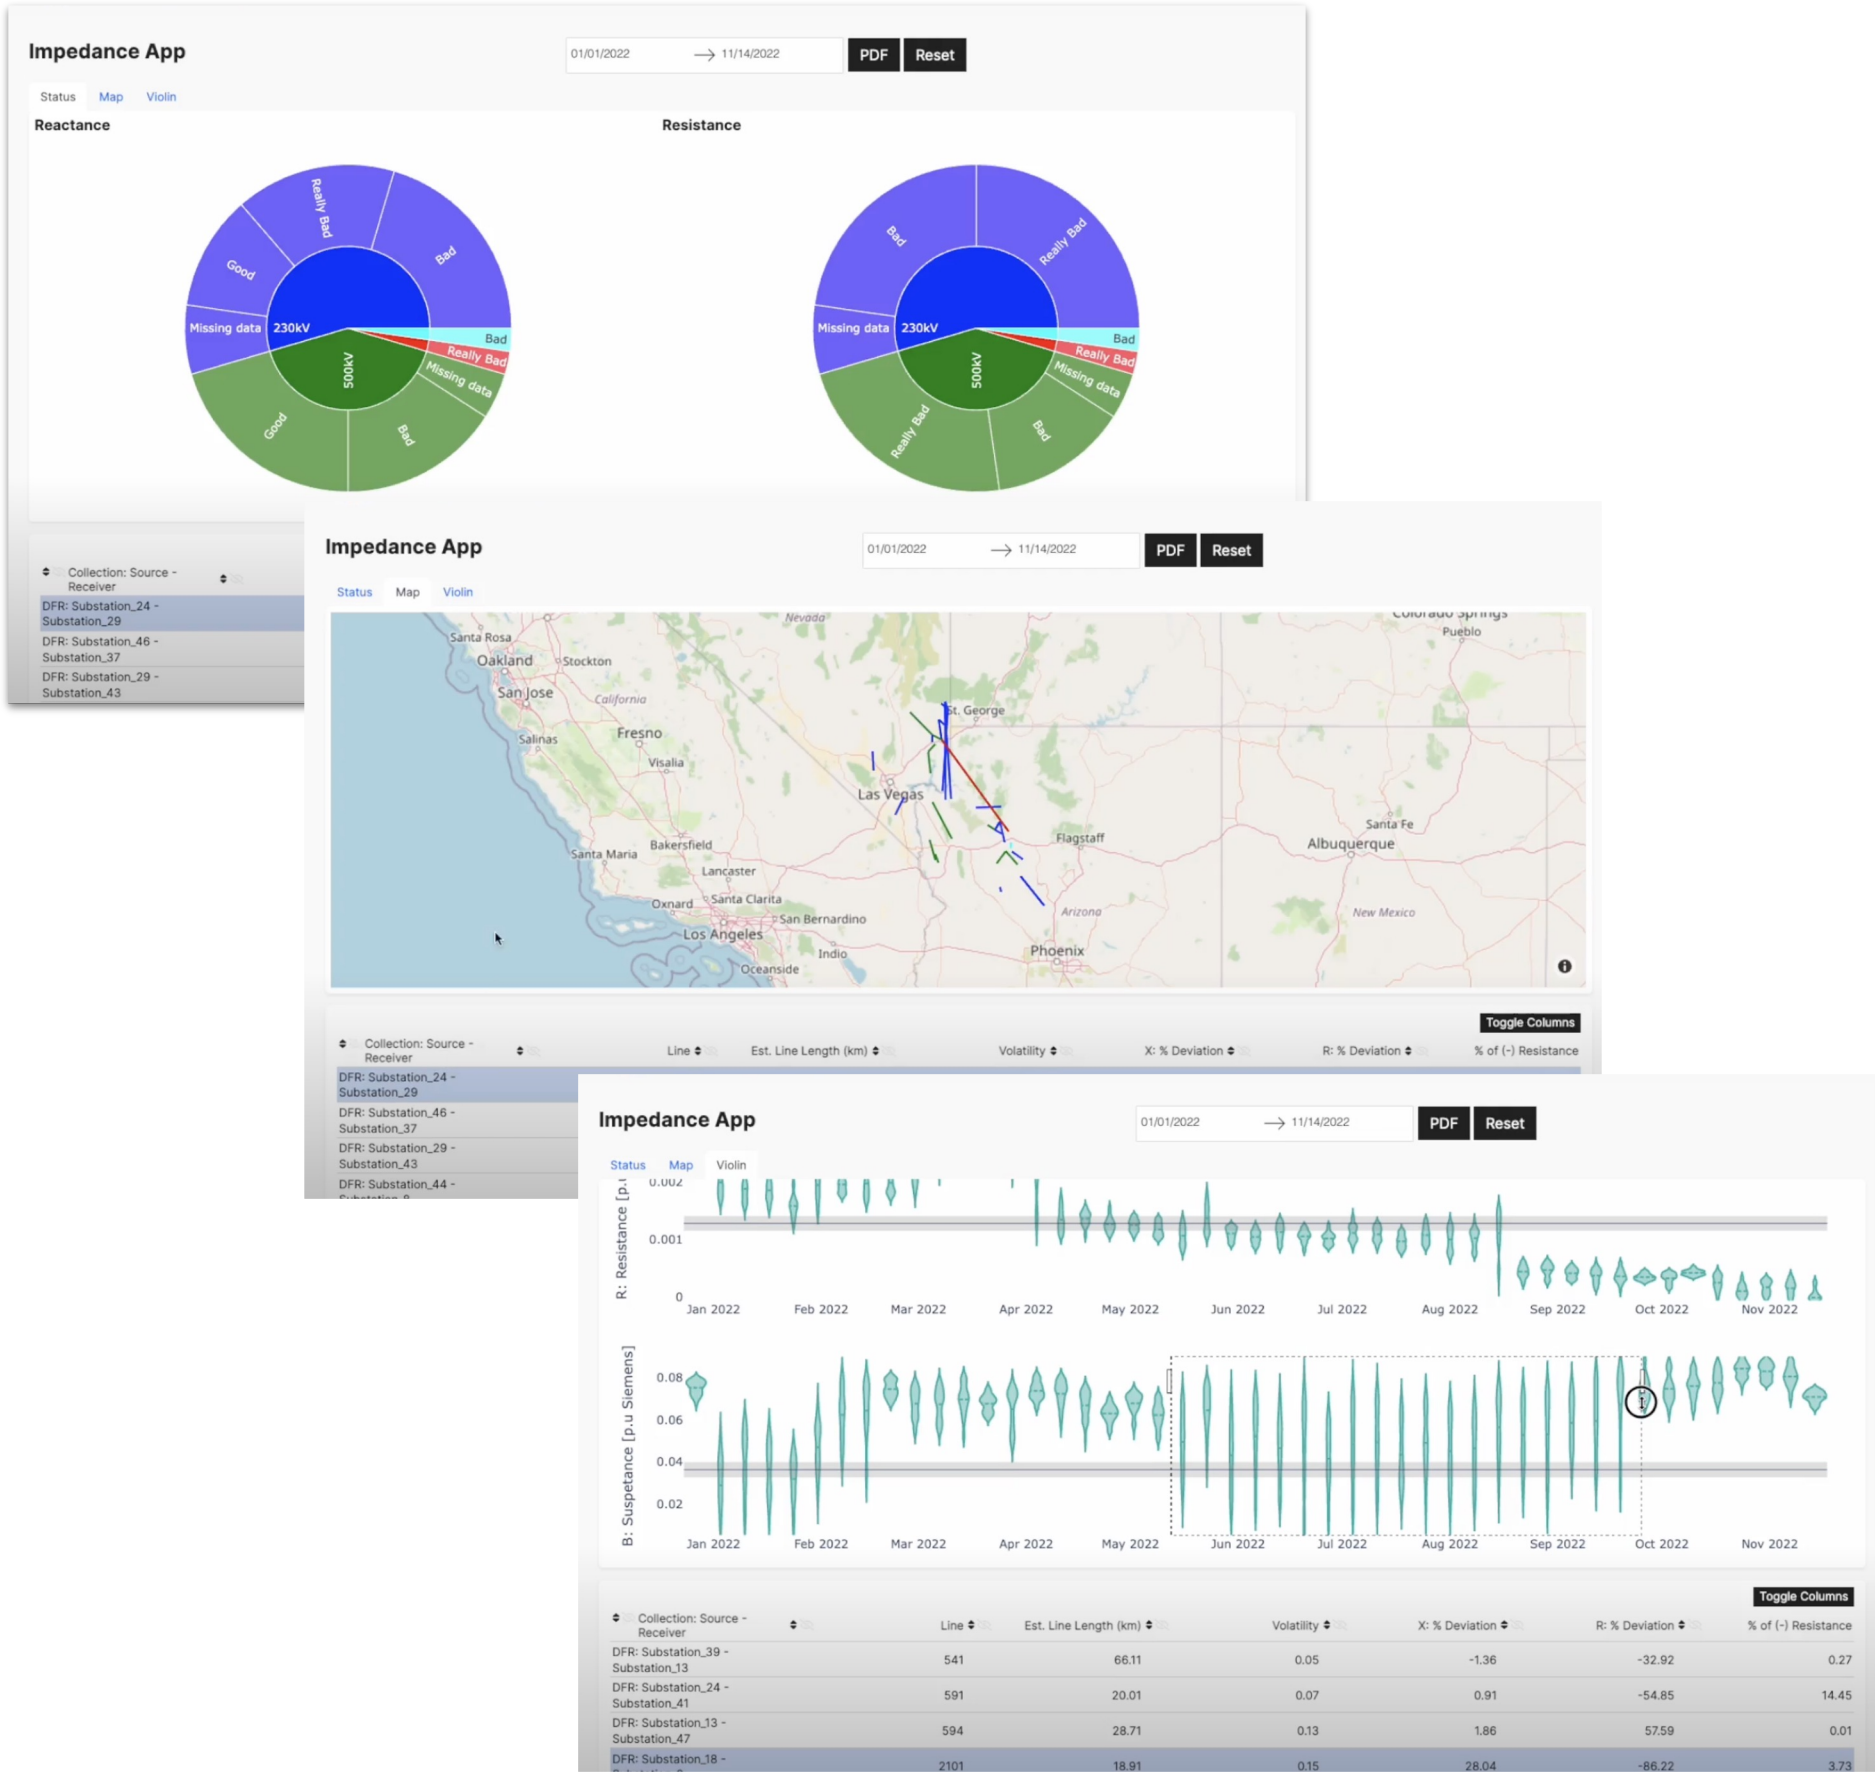 Impedance App
01/01/2022 → 11/14/2022 PDF Reset
Status Map Violin
Reactance
Resistance
Really Bad
Bad
Good
Missing data
230kV
500kV
Bad
Really Bad
Missing data
Good
Bad
Bad
Really Bad
Missing data
230kV
500kV
Bad
Really Bad
Missing data
Really Bad
Bad
Collection: Source -
Receiver
DFR: Substation_24 -
Substation_29
DFR: Substation_46 -
Substation_37
DFR: Substation_29 -
Substation_43
Impedance App
01/01/2022 → 11/14/2022 PDF Reset
Status Map Violin
Nevada
Colorado Springs
Pueblo
Santa Rosa
Oakland
Stockton
San Jose
California
St. George
Salinas
Fresno
Visalia
Las Vegas
Santa Fe
Flagstaff
Albuquerque
Bakersfield
Santa Maria
Lancaster
Oxnard
Santa Clarita
San Bernardino
Arizona
New Mexico
Los Angeles
Indio
Phoenix
Oceanside
Toggle Columns
Collection: Source -
Receiver
Line Est. Line Length (km) Volatility X: % Deviation R: % Deviation % of (-) Resistance
DFR: Substation_24 -
Substation_29
DFR: Substation_46 -
Substation_37
DFR: Substation_29 -
Substation_43
DFR: Substation_44 -
Impedance App
01/01/2022 → 11/14/2022 PDF Reset
Status Map Violin
R: Resistance [p.u
0.002
0.001
0
Jan 2022 Feb 2022 Mar 2022 Apr 2022 May 2022 Jun 2022 Jul 2022 Aug 2022 Sep 2022 Oct 2022 Nov 2022
B: Suspetance [p.u Siemens]
0.08
0.06
0.04
0.02
Jan 2022 Feb 2022 Mar 2022 Apr 2022 May 2022 Jun 2022 Jul 2022 Aug 2022 Sep 2022 Oct 2022 Nov 2022
Toggle Columns
Collection: Source -
Receiver
Line Est. Line Length (km) Volatility X: % Deviation R: % Deviation % of (-) Resistance
DFR: Substation_39 -
Substation_13
541 66.11 0.05 -1.36 -32.92 0.27
DFR: Substation_24 -
Substation_41
591 20.01 0.07 0.91 -54.85 14.45
DFR: Substation_13 -
Substation_47
594 28.71 0.13 1.86 57.59 0.01
DFR: Substation_18 -
2101 18.91 0.15 28.04 -86.22 3.73